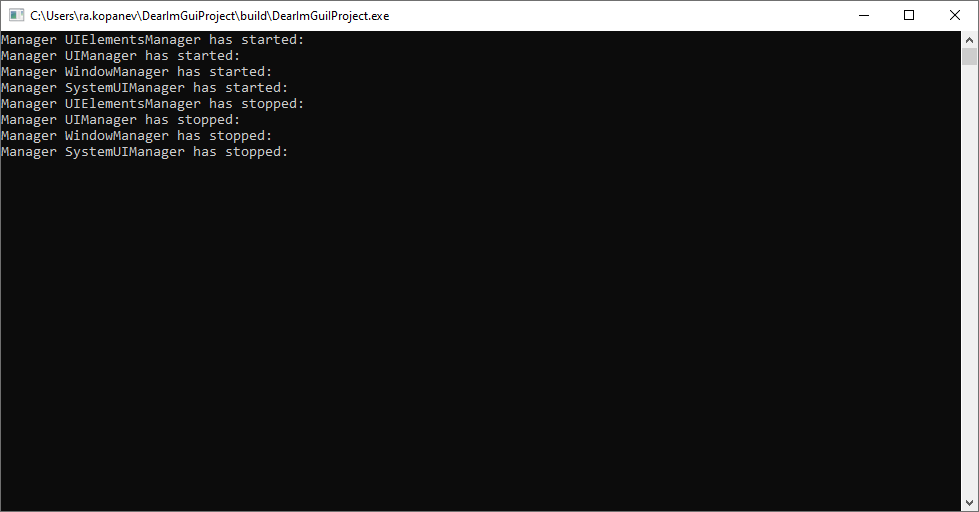 C:\Users\ra.kopanev\DearImGuiProject\build\DearImGuilProject.exe
Manager UIElementsManager has started:
Manager UIManager has started:
Manager WindowManager has started:
Manager SystemUIManager has started:
Manager UIElementsManager has stopped:
Manager UIManager has stopped:
Manager WindowManager has stopped:
Manager SystemUIManager has stopped: